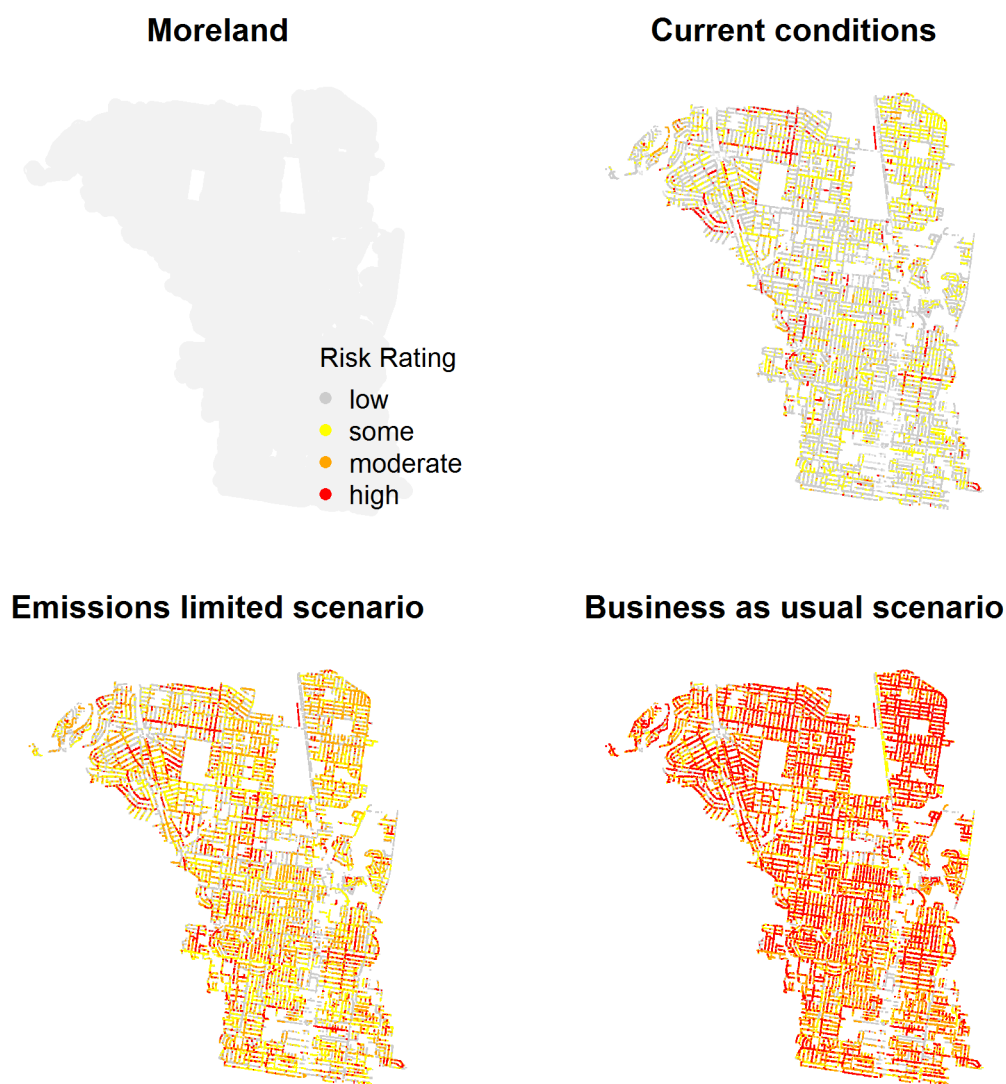 Moreland
Current conditions
Risk Rating
low
some
moderate
high
Emissions limited scenario
Business as usual scenario